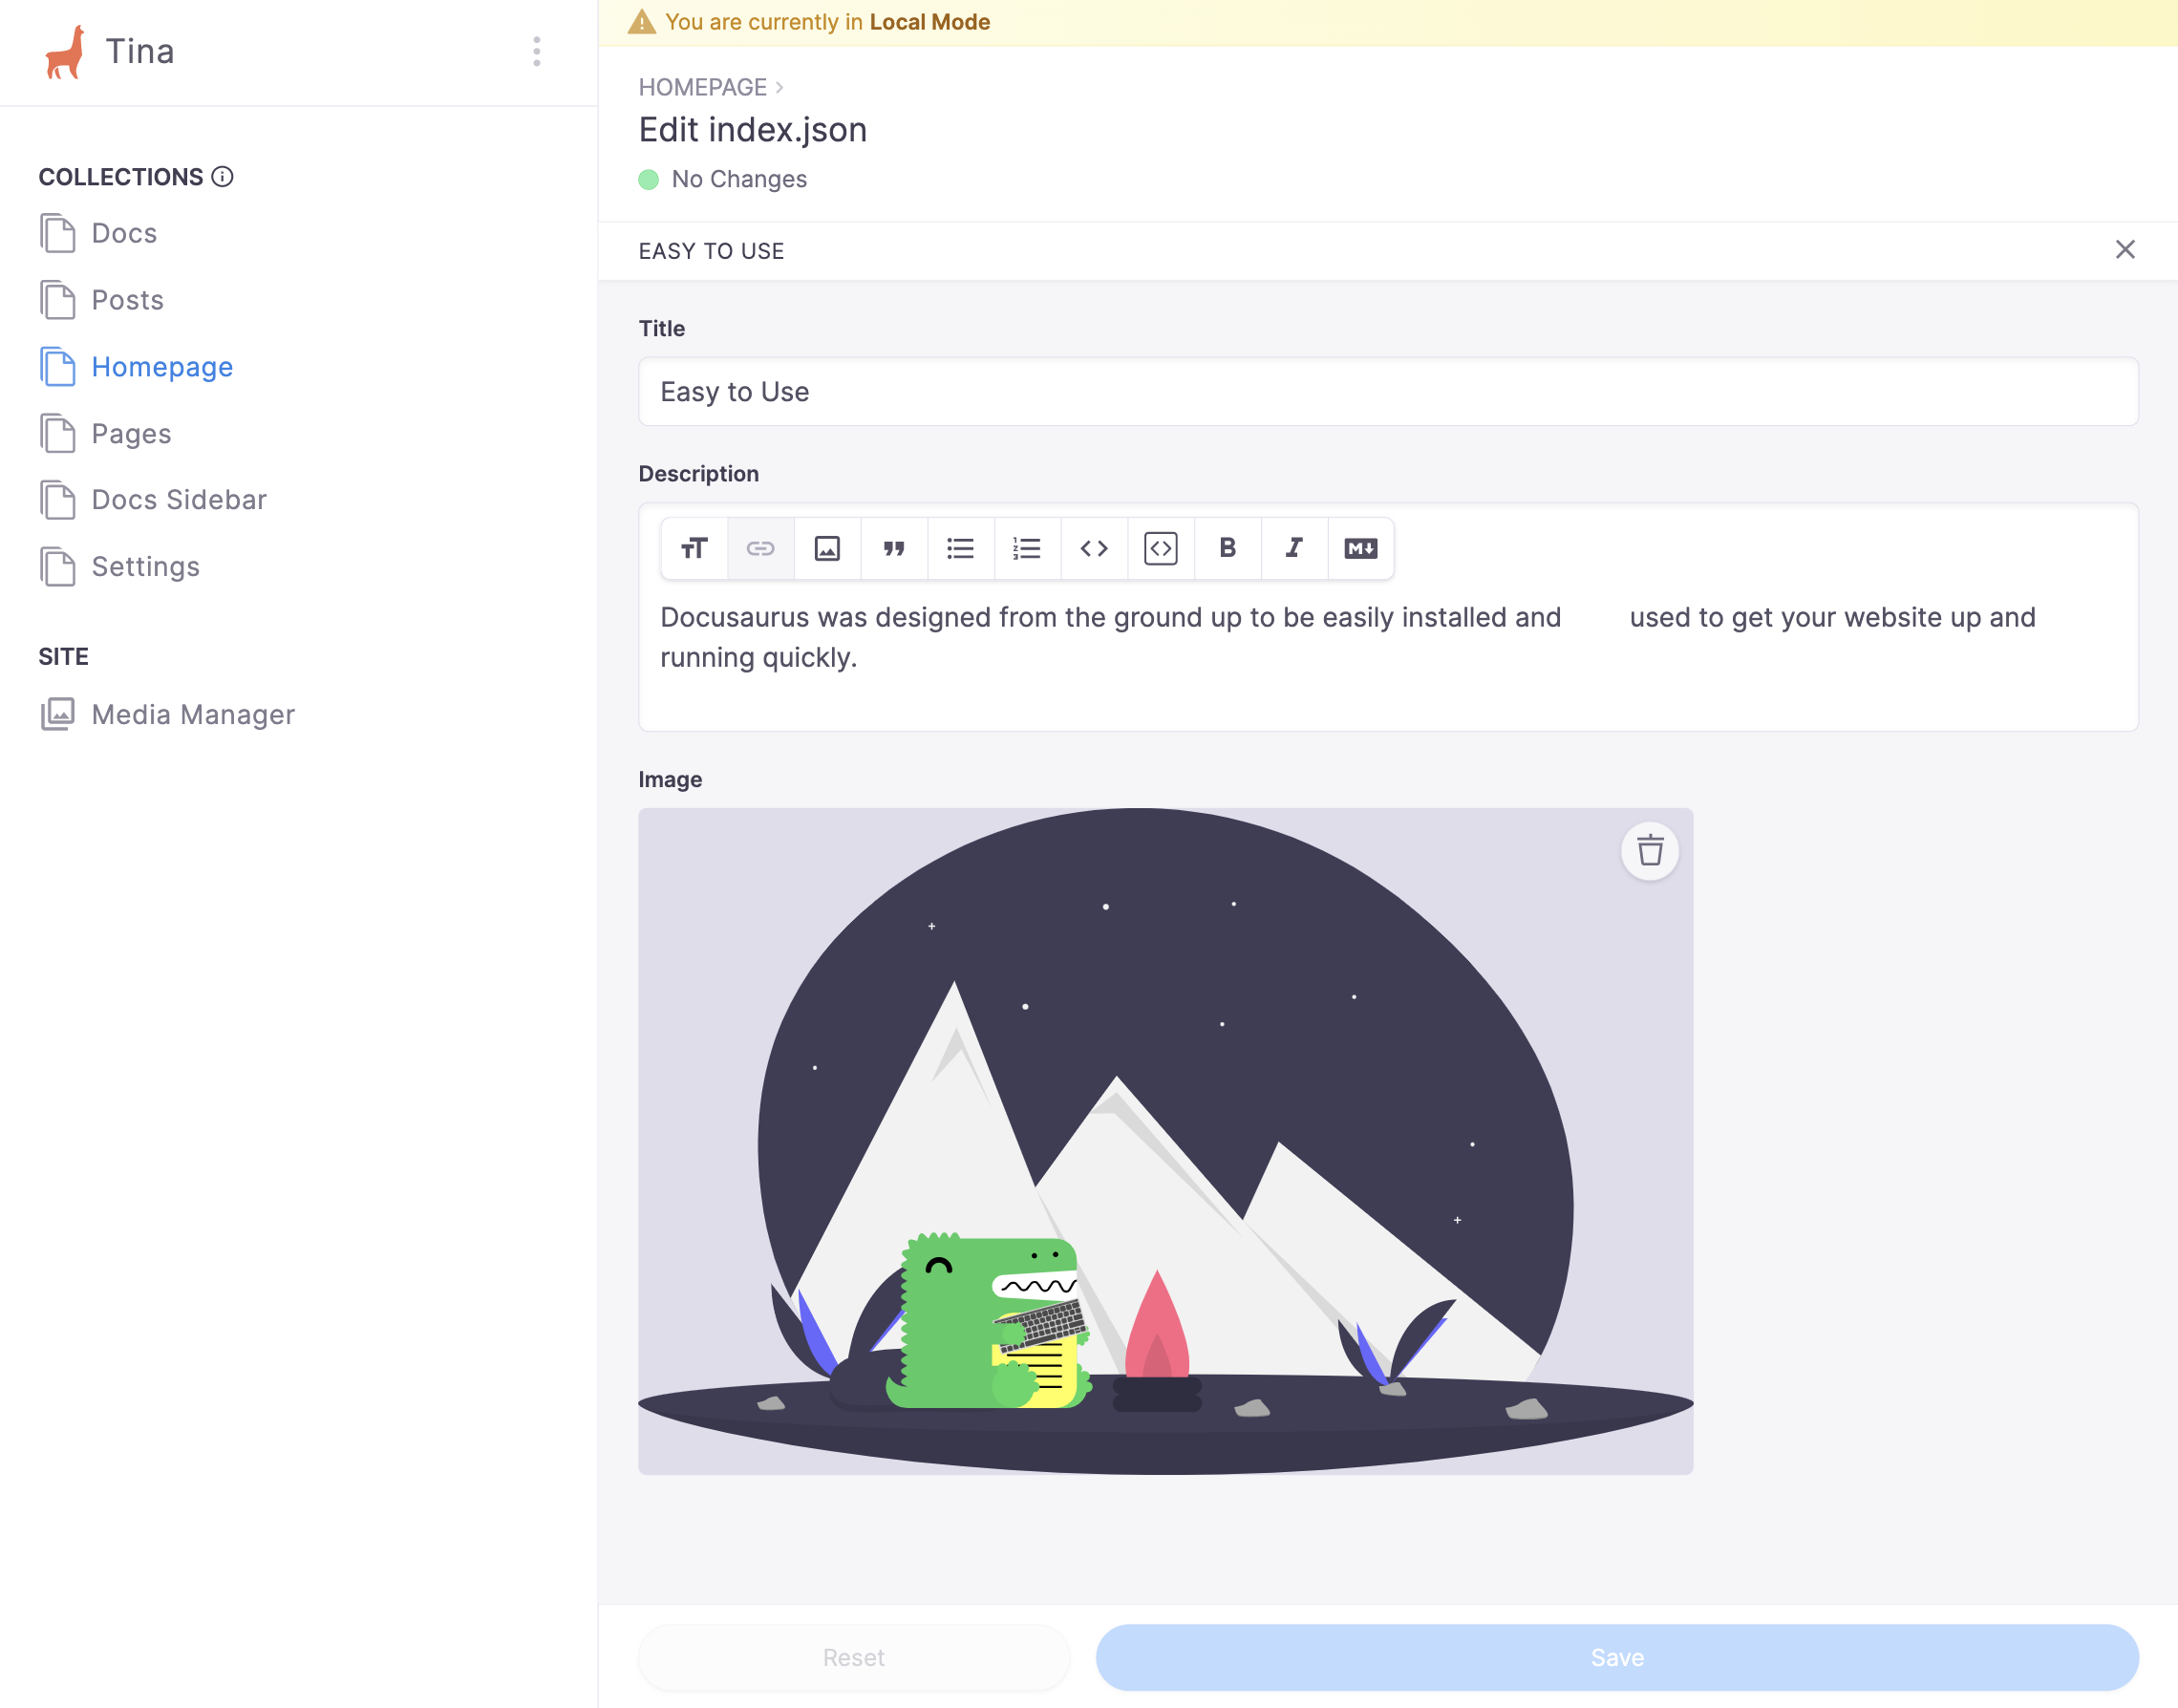 Tina
You are currently in Local Mode
HOMEPAGE
Edit index.json
No Changes
COLLECTIONS
Docs
Posts
Homepage
Pages
Docs Sidebar
Settings
SITE
Media Manager
EASY TO USE
Title
Easy to Use
Description
Docusaurus was designed from the ground up to be easily installed and used to get your website up and
running quickly.
Image
Reset
Save